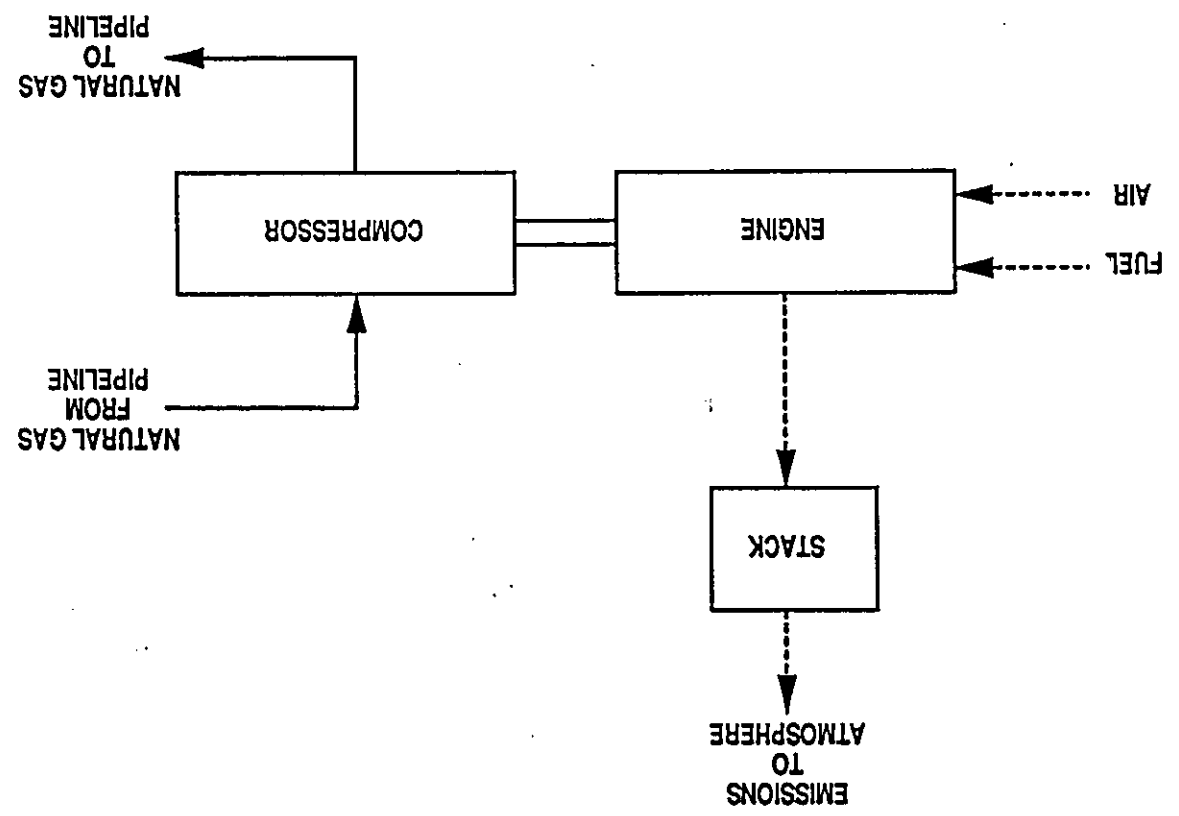 EMISSIONS
TO
ATMOSPHERE
STACK
FUEL
AIR
ENGINE
COMPRESSOR
NATURAL GAS
FROM
PIPELINE
NATURAL GAS
TO
PIPELINE